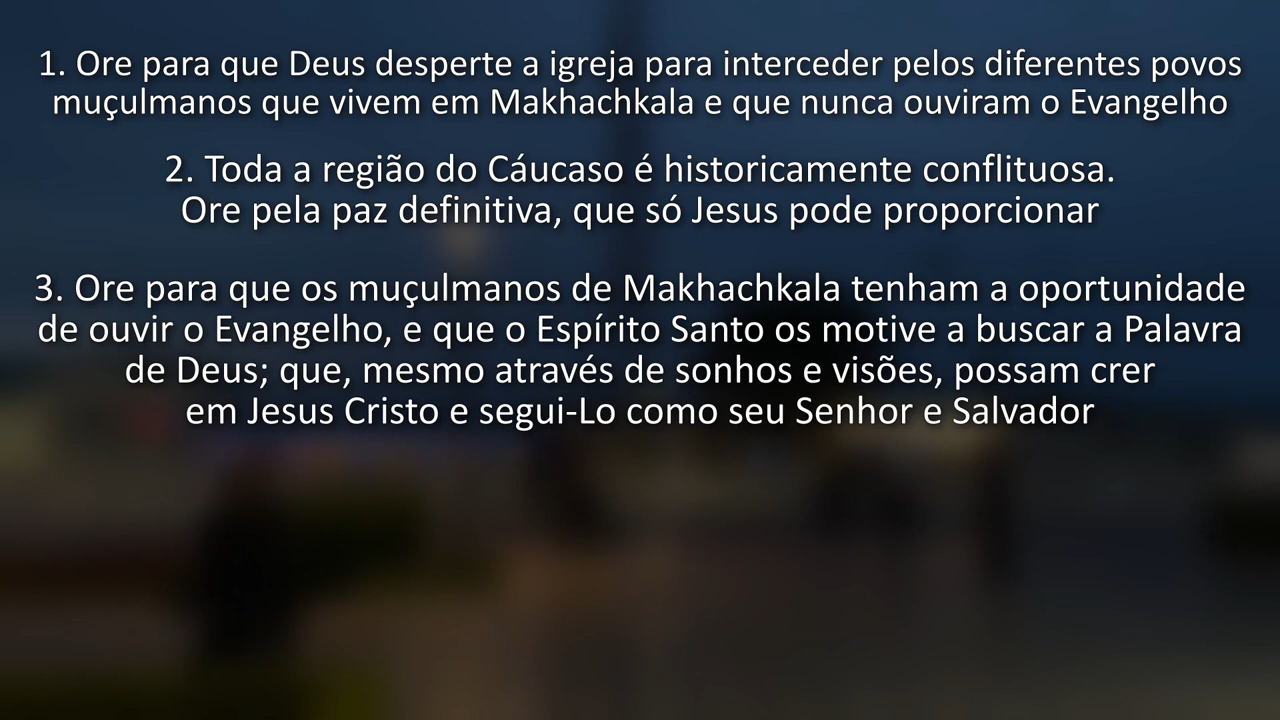 1. Ore para que Deus desperte a igreja para interceder pelos diferentes povos
muçulmanos que vivem em Makhachkala e que nunca ouviram o Evangelho
2. Toda a região do Cáucaso é historicamente conflituosa.
Ore pela paz definitiva, que só Jesus pode proporcionar
3. Ore para que os muçulmanos de Makhachkala tenham a oportunidade
de ouvir o Evangelho, e que o Espírito Santo os motive a buscar a Palavra
de Deus; que, mesmo através de sonhos e visões, possam crer
em Jesus Cristo e segui-Lo como seu Senhor e Salvador